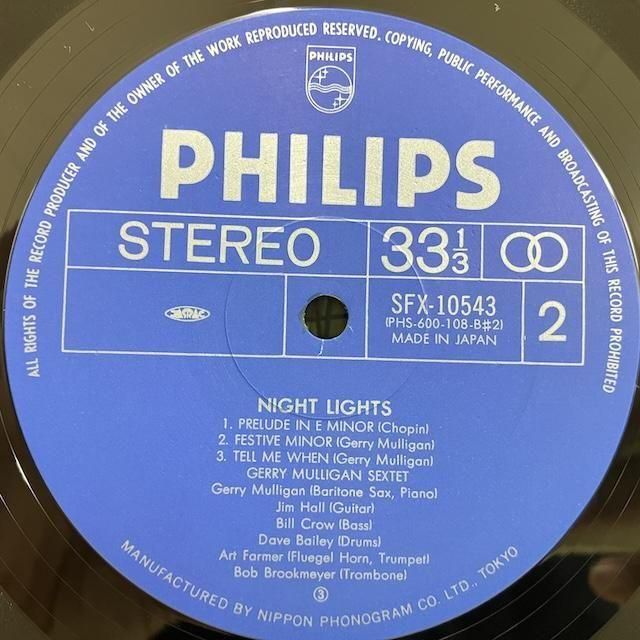 ALL RIGHTS OF THE RECORD PRODUCER AND OF THE OWNER OF THE WORK REPRODUCED RESERVED. COPYING, PUBLIC PERFORMANCE AND BROADCASTING OF THIS RECORD PROHIBITED
PHILIPS
PHILIPS
STEREO
33 1/3
SFX-10543
(PHS-600-108-B#2)
MADE IN JAPAN
2
JASRAC
NIGHT LIGHTS
1. PRELUDE IN E MINOR (Chopin)
2. FESTIVE MINOR (Gerry Mulligan)
3. TELL ME WHEN (Gerry Mulligan)
GERRY MULLIGAN SEXTET
Gerry Mulligan (Baritone Sax, Piano)
Jim Hall (Guitar)
Bill Crow (Bass)
Dave Bailey (Drums)
Art Farmer (Fluegel Horn, Trumpet)
Bob Brookmeyer (Trombone)
③
MANUFACTURED BY NIPPON PHONOGRAM CO. LTD., TOKYO